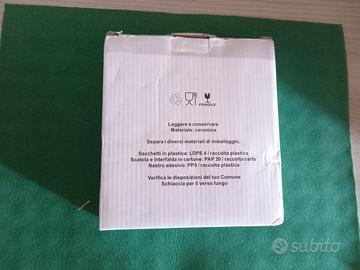 FRAGILE
Leggere e conservare
Materiale: ceramica
Separa i diversi materiali di imballaggio.
Sacchetti in plastica: LDPE 4 / raccolta plastica
Scatola e interfalda in cartone: PAP 20 / raccolta carta
Nastro adesivo: PP5 / raccolta plastica
Verifica le disposizioni del tuo Comune
Schiaccia per il verso lungo
subito